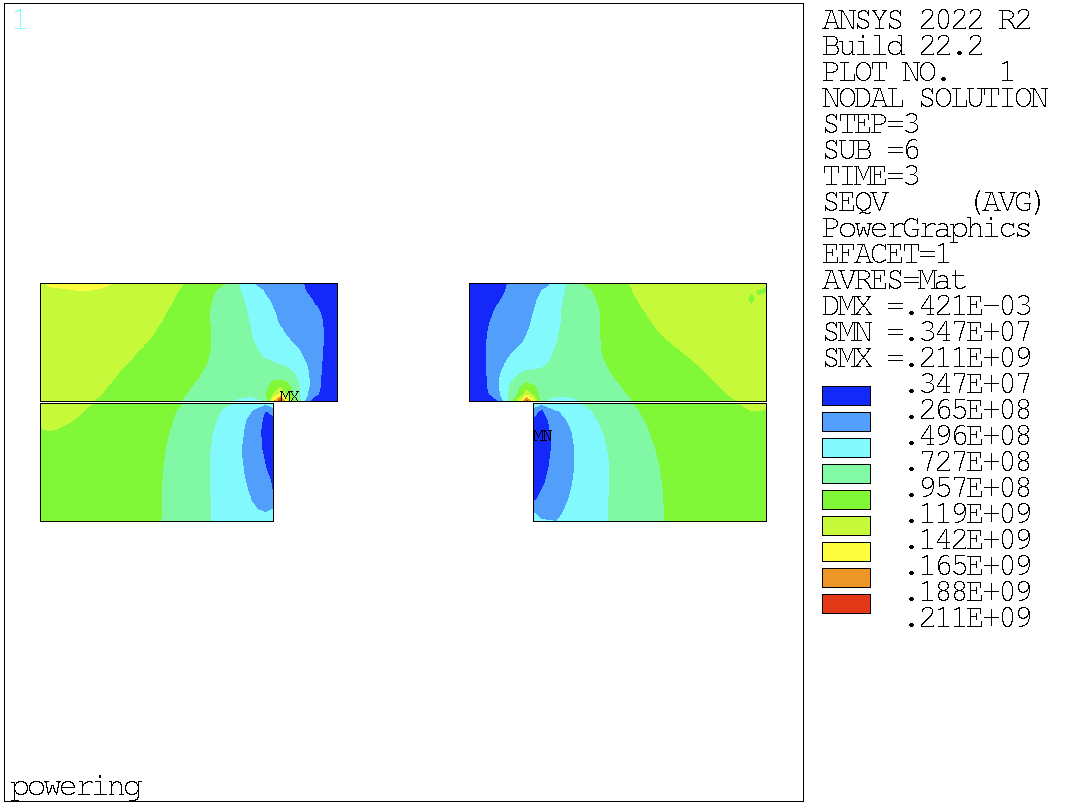 1
ANSYS 2022 R2
Build 22.2
PLOT NO.   1
NODAL SOLUTION
STEP=3
SUB =6
TIME=3
SEQV     (AVG)
PowerGraphics
EFACET=1
AVRES=Mat
DMX =.421E-03
SMN =.347E+07
SMX =.211E+09
.347E+07
.265E+08
.496E+08
.727E+08
.957E+08
.119E+09
.142E+09
.165E+09
.188E+09
.211E+09
MX
MN
powering